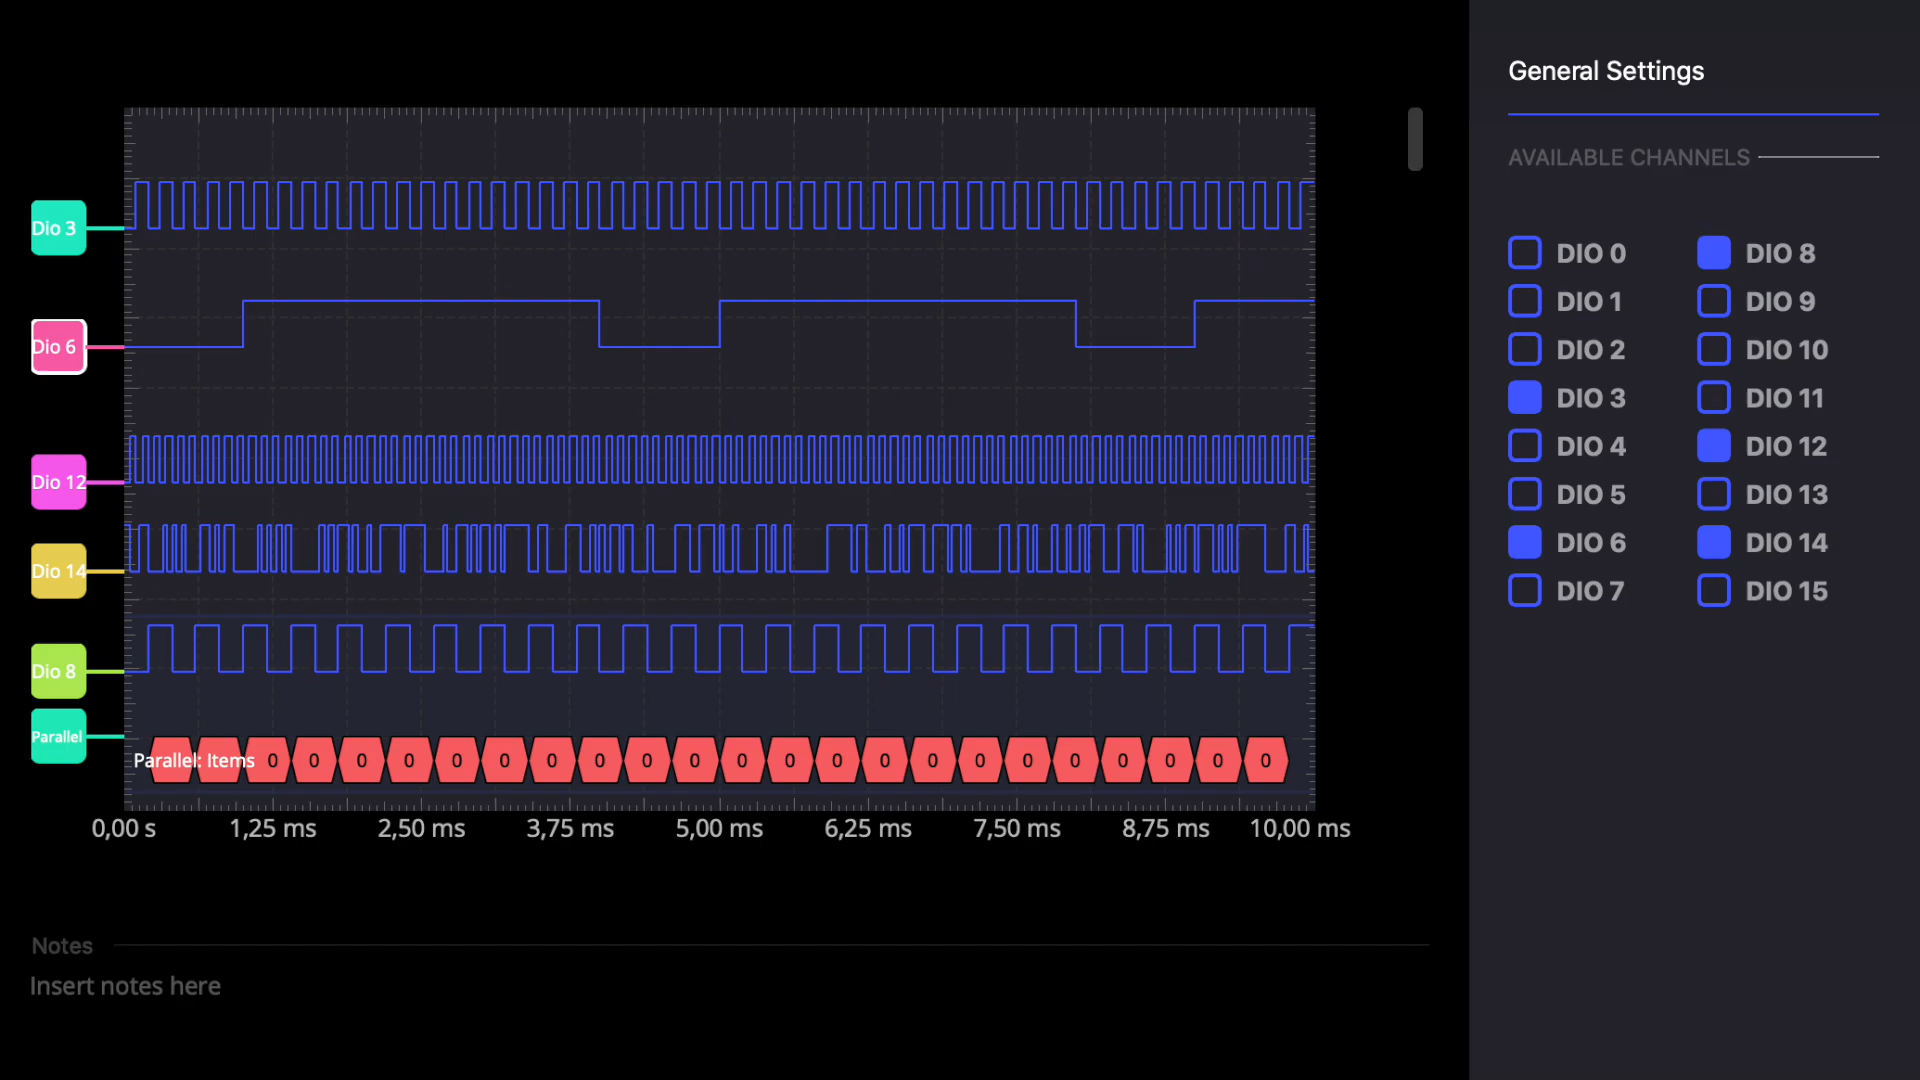 General Settings
AVAILABLE CHANNELS
DIO 0 DIO 8
DIO 1 DIO 9
DIO 2 DIO 10
DIO 3 DIO 11
DIO 4 DIO 12
DIO 5 DIO 13
DIO 6 DIO 14
DIO 7 DIO 15
Dio 3
Dio 6
Dio 12
Dio 14
Dio 8
Parallel
Parallel: Items 0 0 0 0 0 0 0 0 0 0 0 0 0 0 0 0 0 0 0 0 0 0
0,00 s 1,25 ms 2,50 ms 3,75 ms 5,00 ms 6,25 ms 7,50 ms 8,75 ms 10,00 ms
Notes
Insert notes here